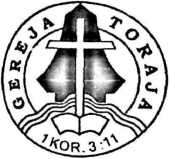 GEREJA TORAJA
1 KOR. 3:11